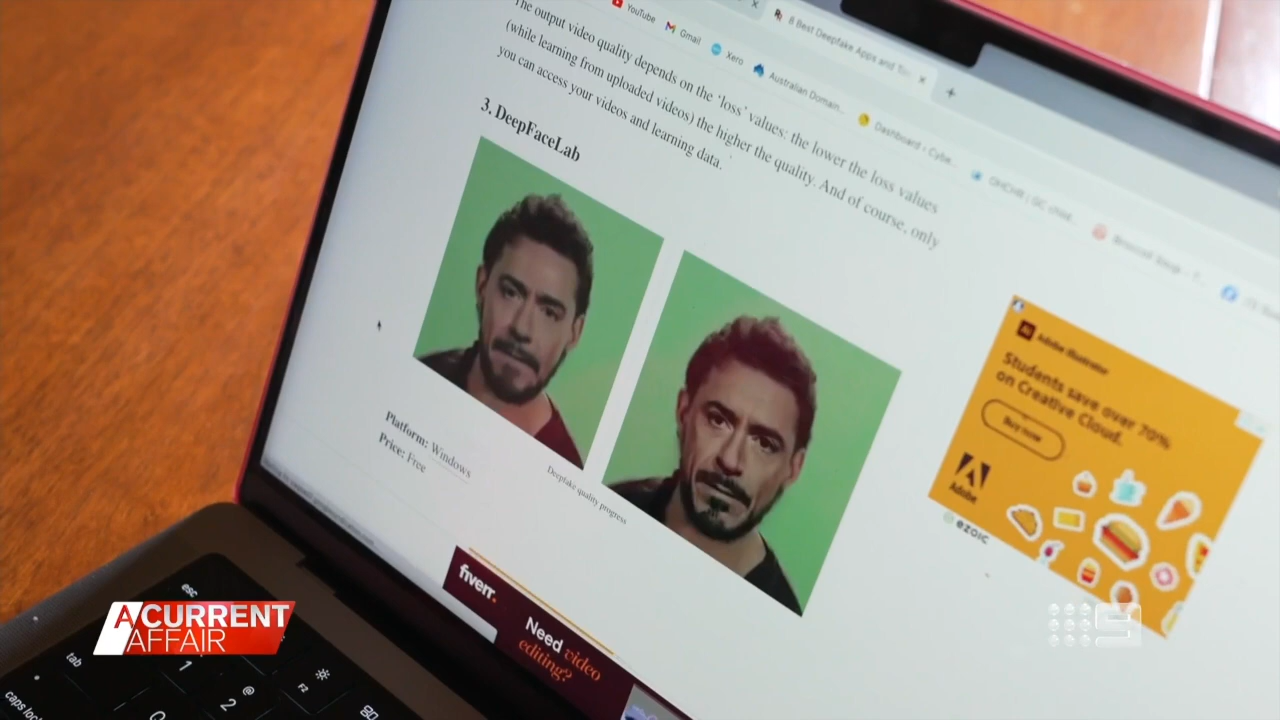 8 Best Deepfake Apps and
YouTube
Gmail
Xero
Australian Domain...
Dashboard - Cybe...
The output video quality depends on the 'loss' values: the lower the loss values
(while learning from uploaded videos) the higher the quality. And of course, only
you can access your videos and learning data.
3. DeepFaceLab
Deepfake quality progress
Platform: Windows
Price: Free
Ai Adobe Illustrator
Students save over 70%
on Creative Cloud.
Buy now
Adobe
ezoic
fiverr.
Need video
editing?
A CURRENT
AFFAIR
9
esc
tab
caps loc
1
2
@
F2
Q